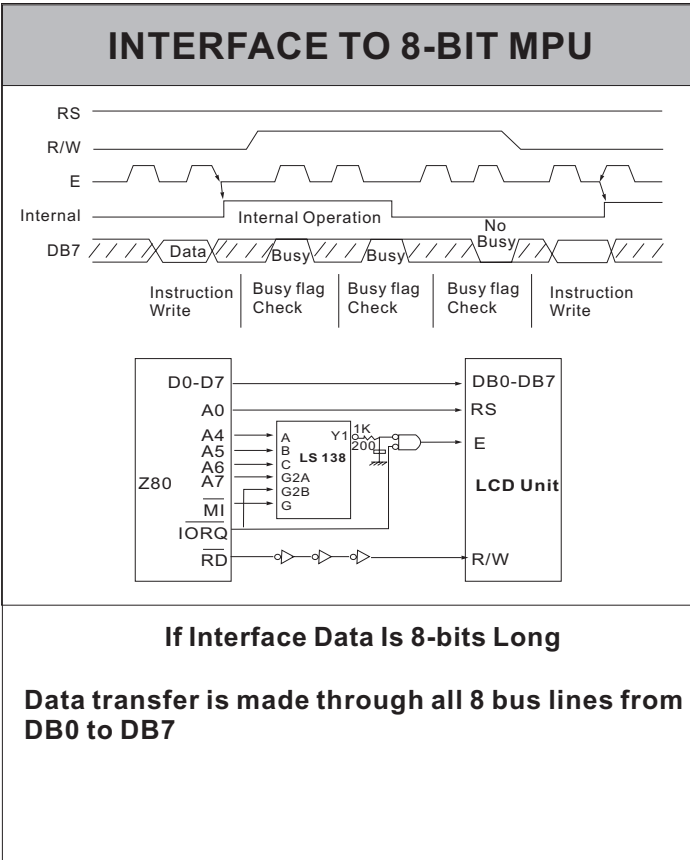 INTERFACE TO 8-BIT MPU
RS
R/W
E
Internal
Internal Operation
No
Busy
DB7
Data
Busy
Busy
Instruction
Write
Busy flag
Check
Busy flag
Check
Busy flag
Check
Instruction
Write
D0-D7
DB0-DB7
A0
RS
A4
A
Y1
1K
A5
B
200
E
A6
C
LS 138
A7
G2A
Z80
G2B
LCD Unit
MI
G
IORQ
RD
R/W
If Interface Data Is 8-bits Long
Data transfer is made through all 8 bus lines from
DB0 to DB7